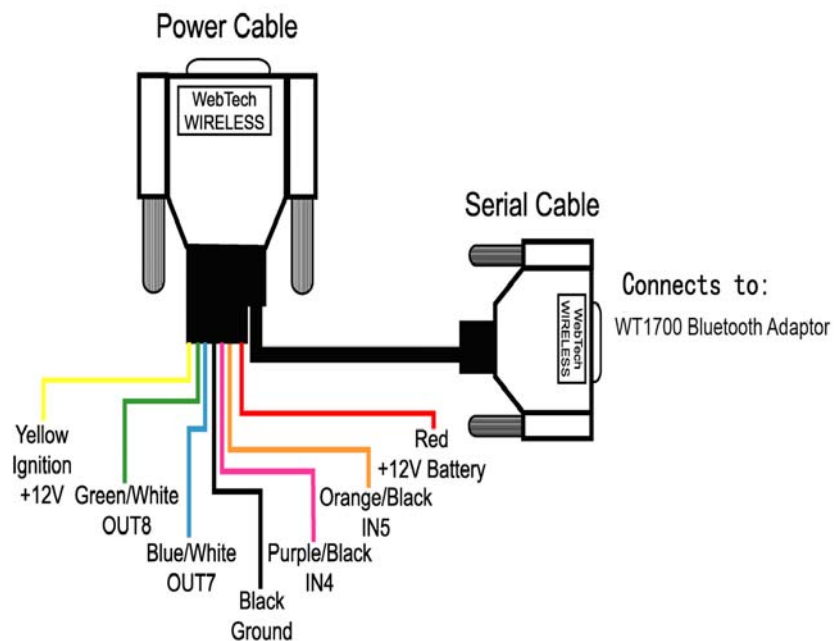 Power Cable
WebTech
WIRELESS
Serial Cable
WebTech
WIRELESS
Connects to:
WT1700 Bluetooth Adaptor
Yellow
Ignition
+12V
Green/White
OUT8
Blue/White
OUT7
Black
Ground
Purple/Black
IN4
Orange/Black
IN5
Red
+12V Battery